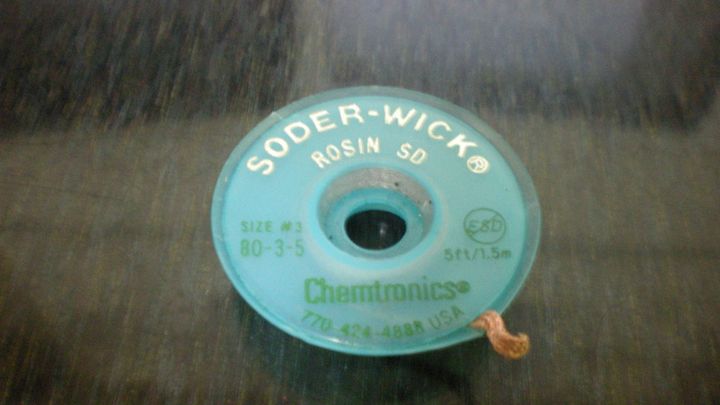 SODER-WICK®
ROSIN SD
SIZE #3
80-3-5
ESD
5ft/1.5m
Chemtronics®
770-424-4888 USA